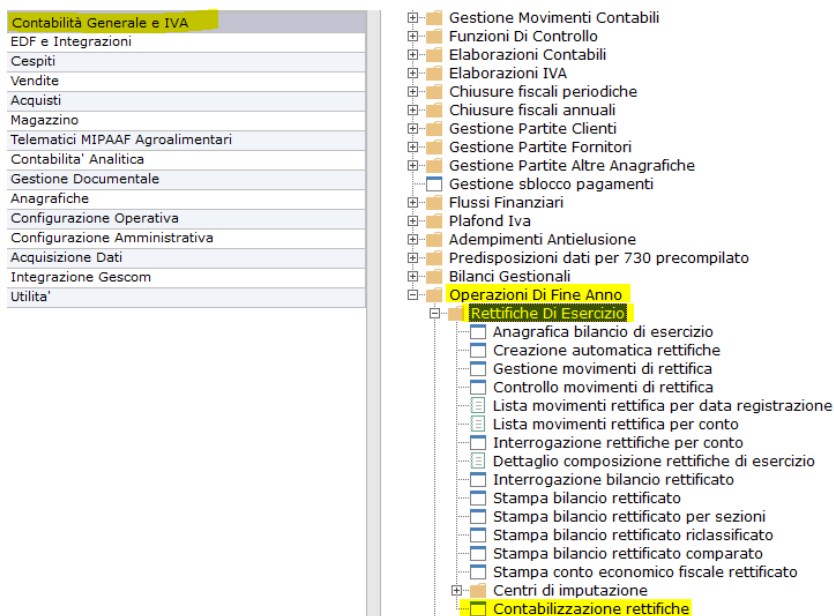 Contabilità Generale e IVA
EDF e Integrazioni
Cespiti
Vendite
Acquisti
Magazzino
Telematici MIPAAF Agroalimentari
Contabilita' Analitica
Gestione Documentale
Anagrafiche
Configurazione Operativa
Configurazione Amministrativa
Acquisizione Dati
Integrazione Gescom
Utilita'
Gestione Movimenti Contabili
Funzioni Di Controllo
Elaborazioni Contabili
Elaborazioni IVA
Chiusure fiscali periodiche
Chiusure fiscali annuali
Gestione Partite Clienti
Gestione Partite Fornitori
Gestione Partite Altre Anagrafiche
Gestione sblocco pagamenti
Flussi Finanziari
Plafond Iva
Adempimenti Antielusione
Predisposizioni dati per 730 precompilato
Bilanci Gestionali
Operazioni Di Fine Anno
Rettifiche Di Esercizio
Anagrafica bilancio di esercizio
Creazione automatica rettifiche
Gestione movimenti di rettifica
Controllo movimenti di rettifica
Lista movimenti rettifica per data registrazione
Lista movimenti rettifica per conto
Interrogazione rettifiche per conto
Dettaglio composizione rettifiche di esercizio
Interrogazione bilancio rettificato
Stampa bilancio rettificato
Stampa bilancio rettificato per sezioni
Stampa bilancio rettificato riclassificato
Stampa bilancio rettificato comparato
Stampa conto economico fiscale rettificato
Centri di imputazione
Contabilizzazione rettifiche